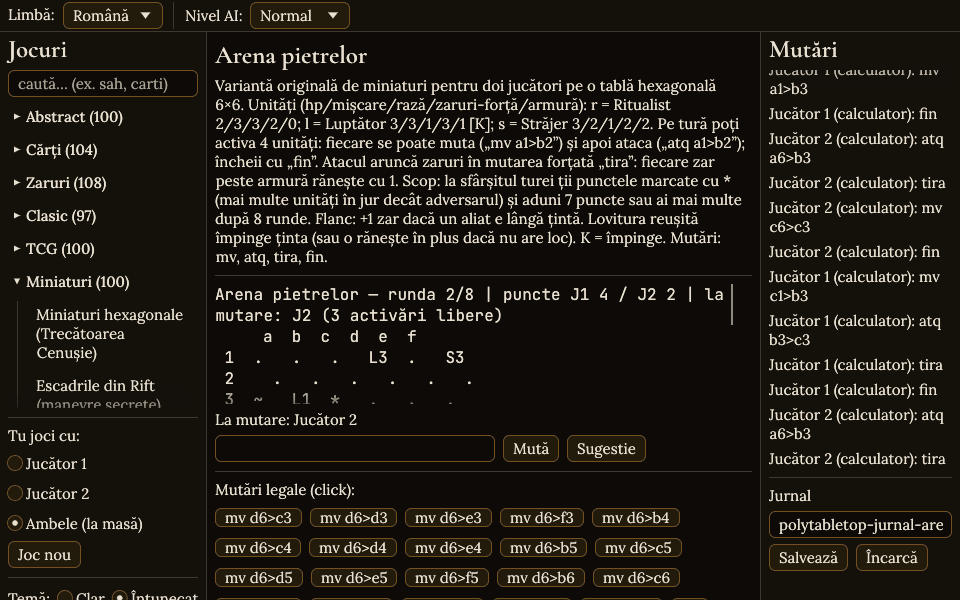 Limbă: Română ▼ Nivel AI: Normal ▼
Jocuri
caută... (ex. sah, carti)
▸ Abstract (100)
▸ Cărți (104)
▸ Zaruri (108)
▸ Clasic (97)
▸ TCG (100)
▾ Miniaturi (100)
Miniaturi hexagonale
(Trecătoarea
Cenușie)
Escadrile din Rift
(manevre secrete)
Tu joci cu:
Jucător 1
Jucător 2
Ambele (la masă)
Joc nou
Temă: Clar Întunecat
Arena pietrelor
Variantă originală de miniaturi pentru doi jucători pe o tablă hexagonală
6×6. Unități (hp/mișcare/rază/zaruri-forță/armură): r = Ritualist
2/3/3/2/0; l = Luptător 3/3/1/3/1 [K]; s = Străjer 3/2/1/2/2. Pe tură poți
activa 4 unități: fiecare se poate muta („mv a1>b2”) și apoi ataca („atq a1>b2”);
închei cu „fin”. Atacul aruncă zaruri în mutarea forțată „tira”: fiecare zar
peste armură rănește cu 1. Scop: la sfârșitul turei ții punctele marcate cu *
(mai multe unități în jur decât adversarul) și aduni 7 puncte sau ai mai multe
după 8 runde. Flanc: +1 zar dacă un aliat e lângă țintă. Lovitura reușită
împinge ținta (sau o rănește în plus dacă nu are loc). K = împinge. Mutări:
mv, atq, tira, fin.
Arena pietrelor — runda 2/8 | puncte J1 4 / J2 2 | la
mutare: J2 (3 activări libere)
a b c d e f
1 . . . L3 . S3
2 . . . . . .
3 ~ L1 * . . .
La mutare: Jucător 2
Mută Sugestie
Mutări legale (click):
mv d6>c3 mv d6>d3 mv d6>e3 mv d6>f3 mv d6>b4
mv d6>c4 mv d6>d4 mv d6>e4 mv d6>b5 mv d6>c5
mv d6>d5 mv d6>e5 mv d6>f5 mv d6>b6 mv d6>c6
Mutări
Jucător 1 (calculator): mv
a1>b3
Jucător 1 (calculator): fin
Jucător 2 (calculator): atq
a6>b3
Jucător 2 (calculator): tira
Jucător 2 (calculator): mv
c6>c3
Jucător 2 (calculator): fin
Jucător 1 (calculator): mv
c1>b3
Jucător 1 (calculator): atq
b3>c3
Jucător 1 (calculator): tira
Jucător 1 (calculator): fin
Jucător 2 (calculator): atq
a6>b3
Jucător 2 (calculator): tira
Jurnal
polytabletop-jurnal-are
Salvează Încarcă